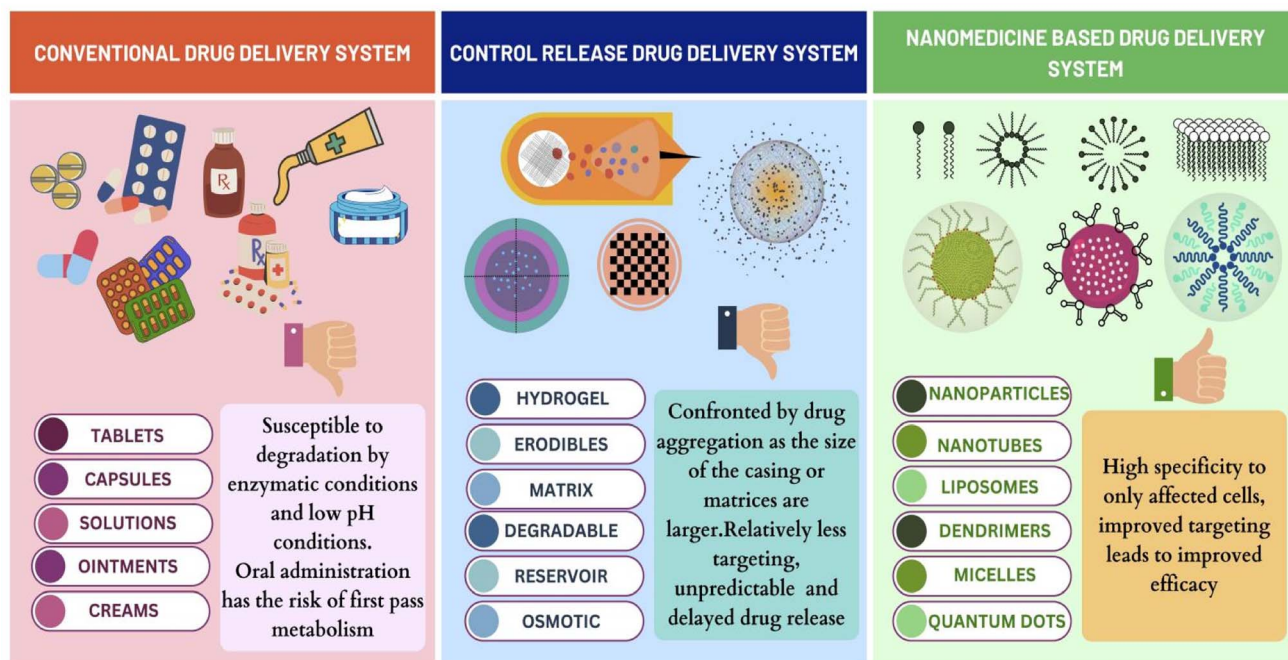 CONVENTIONAL DRUG DELIVERY SYSTEM
CONTROL RELEASE DRUG DELIVERY SYSTEM
NANOMEDICINE BASED DRUG DELIVERY
SYSTEM
Rx
Rx
TABLETS
CAPSULES
SOLUTIONS
OINTMENTS
CREAMS
Susceptible to
degradation by
enzymatic conditions
and low pH
conditions.
Oral administration
has the risk of first pass
metabolism
HYDROGEL
ERODIBLES
MATRIX
DEGRADABLE
RESERVOIR
OSMOTIC
Confronted by drug
aggregation as the size
of the casing or
matrices are
larger.Relatively less
targeting,
unpredictable and
delayed drug release
NANOPARTICLES
NANOTUBES
LIPOSOMES
DENDRIMERS
MICELLES
QUANTUM DOTS
High specificity to
only affected cells,
improved targeting
leads to improved
efficacy